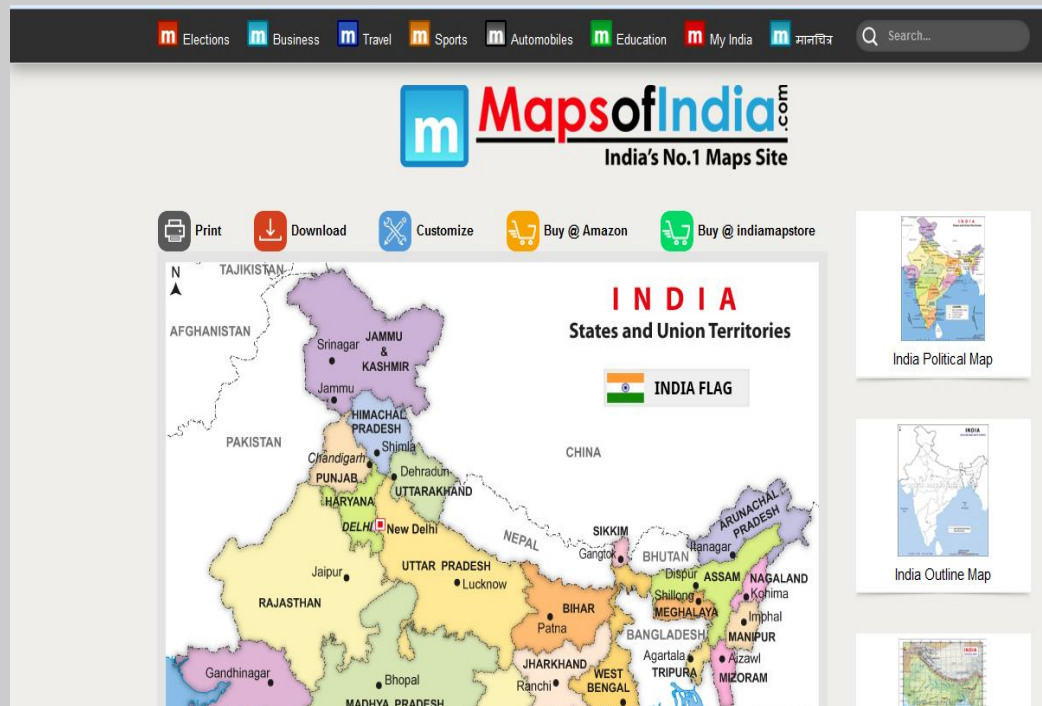 m Elections m Business m Travel m Sports m Automobiles m Education m My India m मानचित्र Search...
m MapsofIndia.com
India's No.1 Maps Site
Print Download Customize Buy @ Amazon Buy @ indiamapstore
N
TAJIKISTAN
INDIA
States and Union Territories
INDIA FLAG
AFGHANISTAN
Srinagar
JAMMU
&
KASHMIR
Jammu
HIMACHAL
PRADESH
PAKISTAN
Shimla
CHINA
Chandigarh
PUNJAB
Dehradun
UTTARAKHAND
HARYANA
DELHI
New Delhi
NEPAL
SIKKIM
Gangtok
BHUTAN
ARUNACHAL
PRADESH
Itanagar
Jaipur
UTTAR PRADESH
Lucknow
RAJASTHAN
BIHAR
Patna
Dispur
ASSAM
NAGALAND
Kohima
Shillong
MEGHALAYA
Imphal
MANIPUR
BANGLADESH
Agartala
TRIPURA
Aizawl
MIZORAM
Gandhinagar
Bhopal
MADHYA PRADESH
JHARKHAND
Ranchi
WEST
BENGAL
India Political Map
India Outline Map